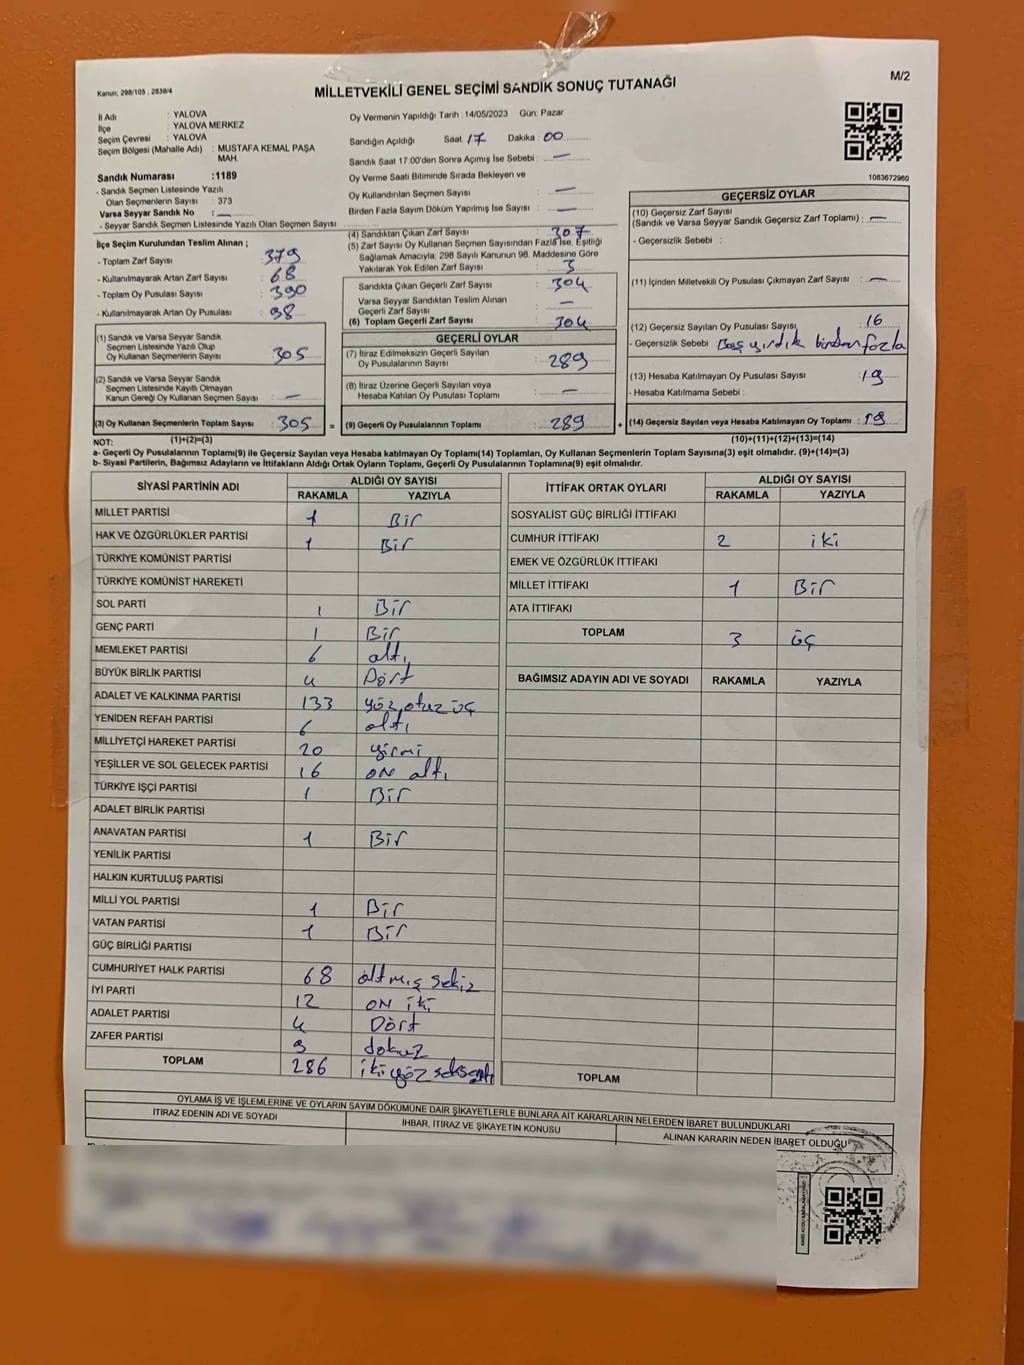 Kanun: 298/103 , 2839/4
MİLLETVEKİLİ GENEL SEÇİMİ SANDIK SONUÇ TUTANAĞI
M/2
İl Adı : YALOVA
İlçe : YALOVA MERKEZ
Seçim Çevresi : YALOVA
Seçim Bölgesi (Mahalle Adı) : MUSTAFA KEMAL PAŞA MAH.
Sandık Numarası :1189
- Sandık Seçmen Listesinde Yazılı
Olan Seçmenlerin Sayısı : 373
Varsa Seyyar Sandık No : —
- Seyyar Sandık Seçmen Listesinde Yazılı Olan Seçmen Sayısı
Oy Vermenin Yapıldığı Tarih :14/05/2023 Gün: Pazar
Sandığın Açıldığı Saat: 17 Dakika : 00
Sandık Saat 17:00'den Sonra Açımış İse Sebebi : —
Oy Verme Saati Bitiminde Sırada Bekleyen ve
Oy Kullandırılan Seçmen Sayısı : —
Birden Fazla Sayım Döküm Yapılmış İse Sayısı : —
1063672960
İlçe Seçim Kurulundan Teslim Alınan ;
- Toplam Zarf Sayısı : 379
- Kullanılmayarak Artan Zarf Sayısı : 68
- Toplam Oy Pusulası Sayısı : 390
- Kullanılmayarak Artan Oy Pusulası : 98
(4) Sandıktan Çıkan Zarf Sayısı : 307
(5) Zarf Sayısı Oy Kullanan Seçmen Sayısından Fazla İse, Eşitliği
Sağlamak Amacıyla, 298 Sayılı Kanunun 98. Maddesine Göre
Yakılarak Yok Edilen Zarf Sayısı : 3
Sandıkta Çıkan Geçerli Zarf Sayısı : 304
Varsa Seyyar Sandıktan Teslim Alınan
Geçerli Zarf Sayısı : —
(6) Toplam Geçerli Zarf Sayısı : 304
GEÇERSİZ OYLAR
(10) Geçersiz Zarf Sayısı
(Sandık ve Varsa Seyyar Sandık Geçersiz Zarf Toplamı) : —
- Geçersizlik Sebebi :
(11) İçinden Milletvekili Oy Pusulası Çıkmayan Zarf Sayısı : —
(12) Geçersiz Sayılan Oy Pusulası Sayısı : 16
- Geçersizlik Sebebi birden fazla
(13) Hesaba Katılmayan Oy Pusulası Sayısı : 19
- Hesaba Katılmama Sebebi :
(14) Geçersiz Sayılan veya Hesaba Katılmayan Oy Toplamı : 19
(1) Sandık ve Varsa Seyyar Sandık
Seçmen Listesinde Yazılı Olup
Oy Kullanan Seçmenlerin Sayısı : 305
(2) Sandık ve Varsa Seyyar Sandık
Seçmen Listesinde Kayıtlı Olmayan
Kanun Gereği Oy Kullanan Seçmen Sayısı : —
(3) Oy Kullanan Seçmenlerin Toplam Sayısı : 305 =
GEÇERLİ OYLAR
(7) İtiraz Edilmeksizin Geçerli Sayılan
Oy Pusulalarının Sayısı : 289
(8) İtiraz Üzerine Geçerli Sayılan veya
Hesaba Katılan Oy Pusulası Toplamı : —
(9) Geçerli Oy Pusulalarının Toplamı : 289 +
NOT: (1)+(2)=(3) (10)+(11)+(12)+(13)=(14)
a- Geçerli Oy Pusulalarının Toplamı(9) ile Geçersiz Sayılan veya Hesaba katılmayan Oy Toplam(14) Toplamları, Oy Kullanan Seçmenlerin Toplam Sayısına(3) eşit olmalıdır. (9)+(14)=(3)
b- Siyasi Partilerin, Bağımsız Adayların ve İttifakların Aldığı Ortak Oyların Toplamı, Geçerli Oy Pusulalarının Toplamına(9) eşit olmalıdır.
SİYASİ PARTİNİN ADI ALDIĞI OY SAYISI
RAKAMLA YAZIYLA
MİLLET PARTİSİ 1 Bir
HAK VE ÖZGÜRLÜKLER PARTİSİ 1 Bir
TÜRKİYE KOMÜNİST PARTİSİ
TÜRKİYE KOMÜNİST HAREKETİ
SOL PARTİ 1 Bir
GENÇ PARTİ 1 Bir
MEMLEKET PARTİSİ 6 altı
BÜYÜK BİRLİK PARTİSİ 4 Dört
ADALET VE KALKINMA PARTİSİ 133 yüz otuz üç
YENİDEN REFAH PARTİSİ 6 altı
MİLLİYETÇİ HAREKET PARTİSİ 20 yirmi
YEŞİLLER VE SOL GELECEK PARTİSİ 16 on altı
TÜRKİYE İŞÇİ PARTİSİ 1 Bir
ADALET BİRLİK PARTİSİ
ANAVATAN PARTİSİ 1 Bir
YENİLİK PARTİSİ
HALKIN KURTULUŞ PARTİSİ
MİLLİ YOL PARTİSİ 1 Bir
VATAN PARTİSİ 1 Bir
GÜÇ BİRLİĞİ PARTİSİ
CUMHURİYET HALK PARTİSİ 68 altmış sekiz
İYİ PARTİ 12 on iki
ADALET PARTİSİ 4 Dört
ZAFER PARTİSİ 9 dokuz
TOPLAM 286 iki yüz seksen altı
İTTİFAK ORTAK OYLARI ALDIĞI OY SAYISI
RAKAMLA YAZIYLA
SOSYALİST GÜÇ BİRLİĞİ İTTİFAKI
CUMHUR İTTİFAKI 2 iki
EMEK VE ÖZGÜRLÜK İTTİFAKI
MİLLET İTTİFAKI 1 Bir
ATA İTTİFAKI
TOPLAM 3 üç
BAĞIMSIZ ADAYIN ADI VE SOYADI RAKAMLA YAZIYLA
TOPLAM
OYLAMA İŞ VE İŞLEMLERİNE VE OYLARIN SAYIM DÖKÜMÜNE DAİR ŞİKAYETLERLE BUNLARA AİT KARARLARIN NELERDEN İBARET BULUNDUKLARI
İTİRAZ EDENİN ADI VE SOYADI İHBAR, İTİRAZ VE ŞİKAYETİN KONUSU ALINAN KARARIN NEDEN İBARET OLDUĞU